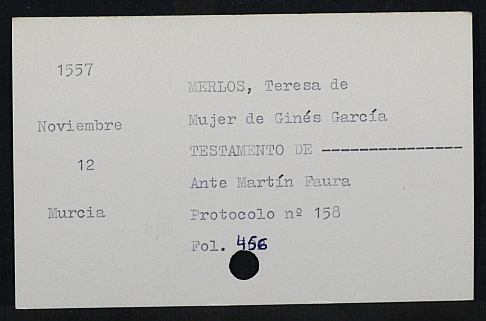 1557
Noviembre
12
Murcia
MERLOS, Teresa de
Mujer de Ginés García
TESTAMENTO DE ---------------
Ante Martín Faura
Protocolo nº 158
Fol. 456